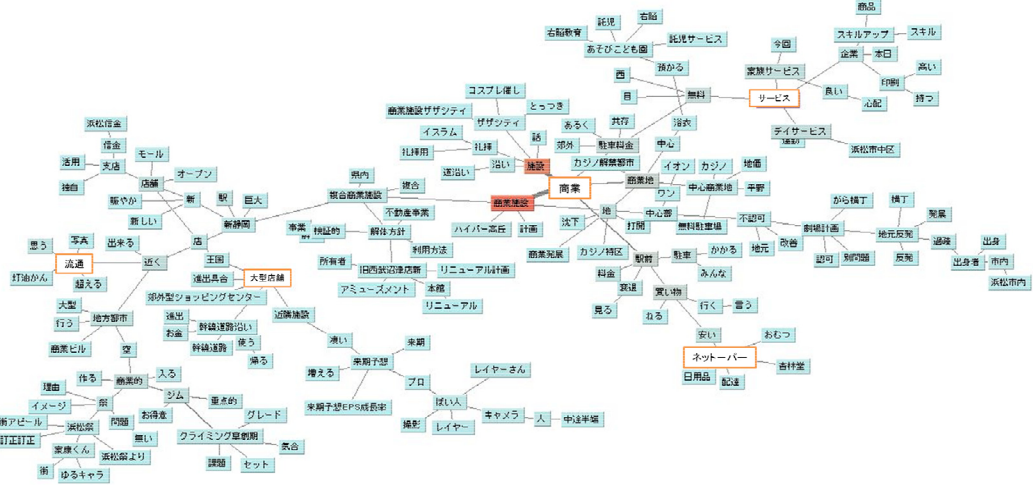 商品
託児
右脳
右脳教育
スキルアップ
スキル
託児サービス
あそびこども園
今回
企業
本日
預かる
家族サービス
高い
西
印刷
コスプレ催し
目
無料
サービス
良い
心配
持つ
商業施設ザザシティ
とっつき
ザザシティ
共存
浴衣
浜松信金
あるく
デイサービス
イスラム
話
信金
礼拝
郊外
駐車料金
中心
礼拝用
浜松市中区
活用
支店
モール
沿い
施設
カジノ解禁都市
道沿い
イオン
カジノ
地価
オープン
県内
独自
店舗
複合
商業
商業地
中心商業地
平野
ワン
がら横丁
横丁
賑やか
新
駅
巨大
複合商業施設
商業施設
地
中心部
不認可
発展
新しい
新静岡
不動産事業
沈下
打開
無料駐車場
劇場計画
地元反発
事業
検証的
解体方針
ハイパー高丘
計画
過疎
出身
思う
写真
出来る
店
利用方法
商業発展
カジノ特区
駐車
かかる
地元
改善
認可
別問題
反発
出身者
市内
流通
近く
王国
所有者
旧西武沼津店新
リニューアル計画
駅前
みんな
灯油かん
超える
進出具合
大型店舗
料金
浜松市内
アミューズメント
本館
衰退
買い物
郊外型ショッピングセンター
リニューアル
見る
ねる
行く
言う
大型
行う
地方都市
進出
近隣施設
お金
幹線道路沿い
安い
おむつ
商業ビル
空
幹線道路
使う
凄い
来期
ネットーパー
帰る
来期予想
杏林堂
増える
日用品
配達
作る
商業的
入る
プロ
レイヤーさん
理由
ジム
イメージ
祭
重点的
来期予想EPS成長率
ぱい人
お得意
グレード
キャメラ
人
中途半端
街アピール
浜松祭
問題
撮影
レイヤー
訂正訂正
無い
クライミング草創期
気合
家康くん
浜松祭より
街
ゆるキャラ
課題
セット